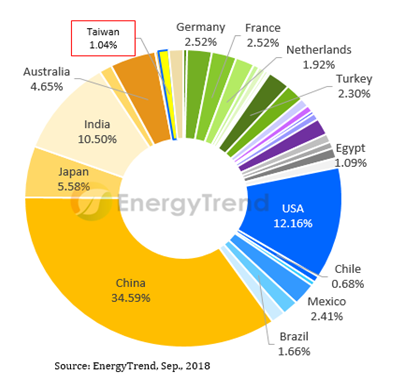 Taiwan
1.04%
Germany
2.52%
France
2.52%
Netherlands
1.92%
Turkey
2.30%
Egypt
1.09%
USA
12.16%
Chile
0.68%
Mexico
2.41%
Brazil
1.66%
China
34.59%
Japan
5.58%
India
10.50%
Australia
4.65%
EnergyTrend
Source: EnergyTrend, Sep., 2018